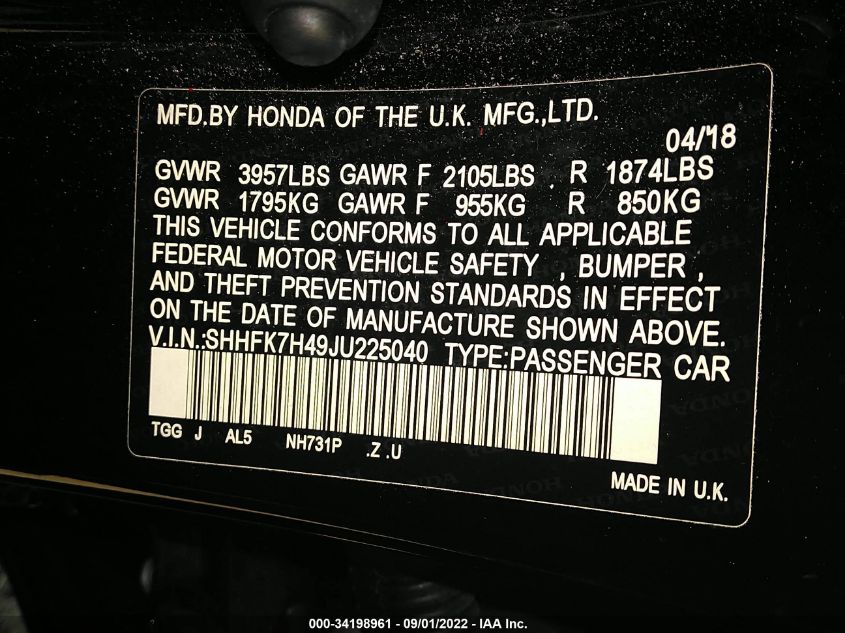 MFD.BY HONDA OF THE U.K. MFG.,LTD.
04/18
GVWR 3957LBS GAWR F 2105LBS . R 1874LBS
GVWR 1795KG GAWR F 955KG R 850KG
THIS VEHICLE CONFORMS TO ALL APPLICABLE
FEDERAL MOTOR VEHICLE SAFETY , BUMPER ,
AND THEFT PREVENTION STANDARDS IN EFFECT
ON THE DATE OF MANUFACTURE SHOWN ABOVE.
V.I.N.:SHHFK7H49JU225040 TYPE:PASSENGER CAR
TGG J AL5 NH731P .Z .U
MADE IN U.K.
000-34198961 - 09/01/2022 - IAA Inc.